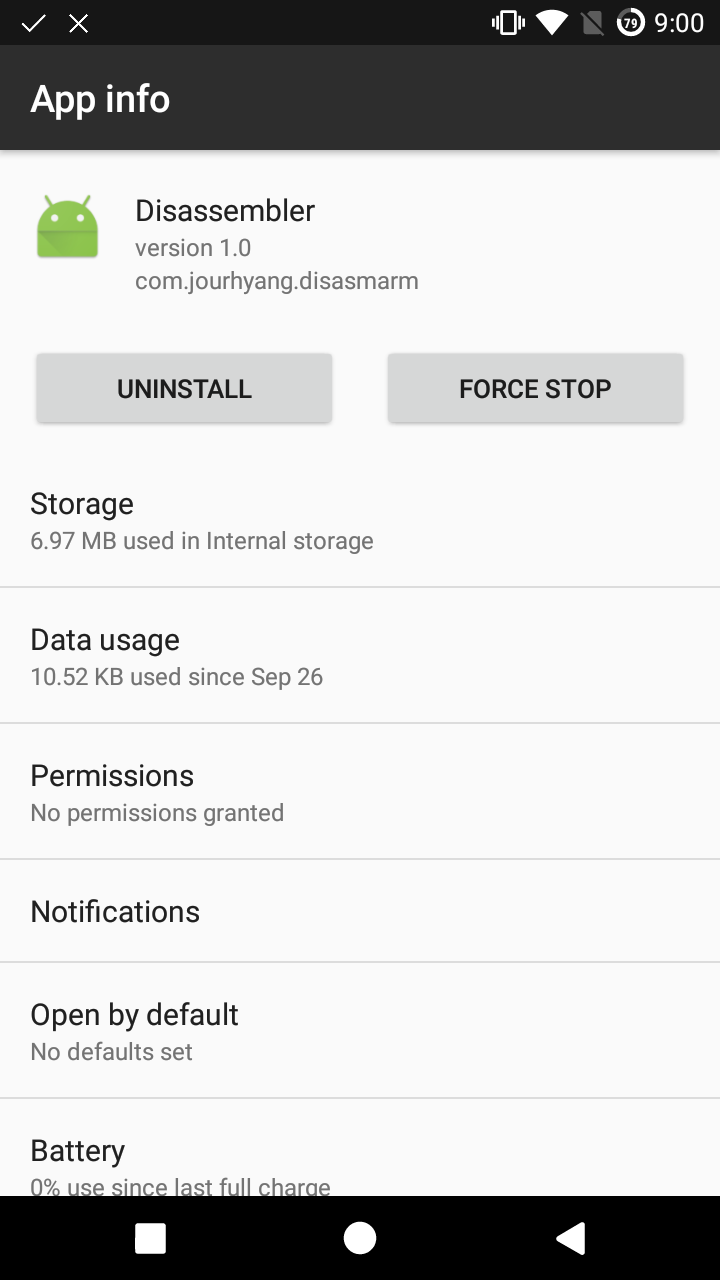 79 9:00
App info
Disassembler
version 1.0
com.jourhyang.disasmarm
UNINSTALL FORCE STOP
Storage
6.97 MB used in Internal storage
Data usage
10.52 KB used since Sep 26
Permissions
No permissions granted
Notifications
Open by default
No defaults set
Battery
0% use since last full charge